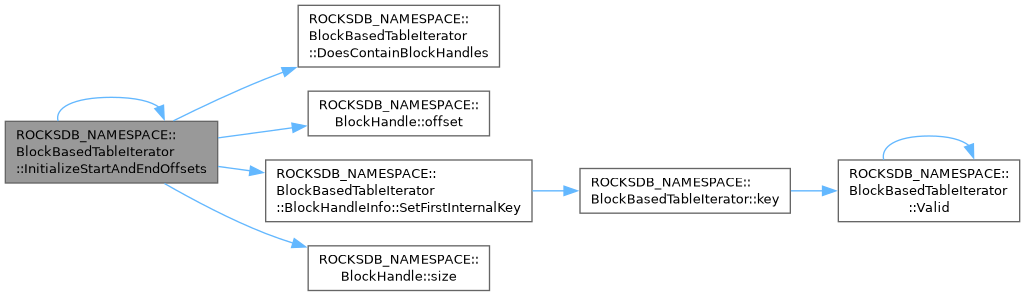 ROCKSDB_NAMESPACE::
BlockBasedTableIterator
::InitializeStartAndEndOffsets
ROCKSDB_NAMESPACE::
BlockBasedTableIterator
::DoesContainBlockHandles
ROCKSDB_NAMESPACE::
BlockHandle::offset
ROCKSDB_NAMESPACE::
BlockBasedTableIterator
::BlockHandleInfo::SetFirstInternalKey
ROCKSDB_NAMESPACE::
BlockHandle::size
ROCKSDB_NAMESPACE::
BlockBasedTableIterator::key
ROCKSDB_NAMESPACE::
BlockBasedTableIterator
::Valid